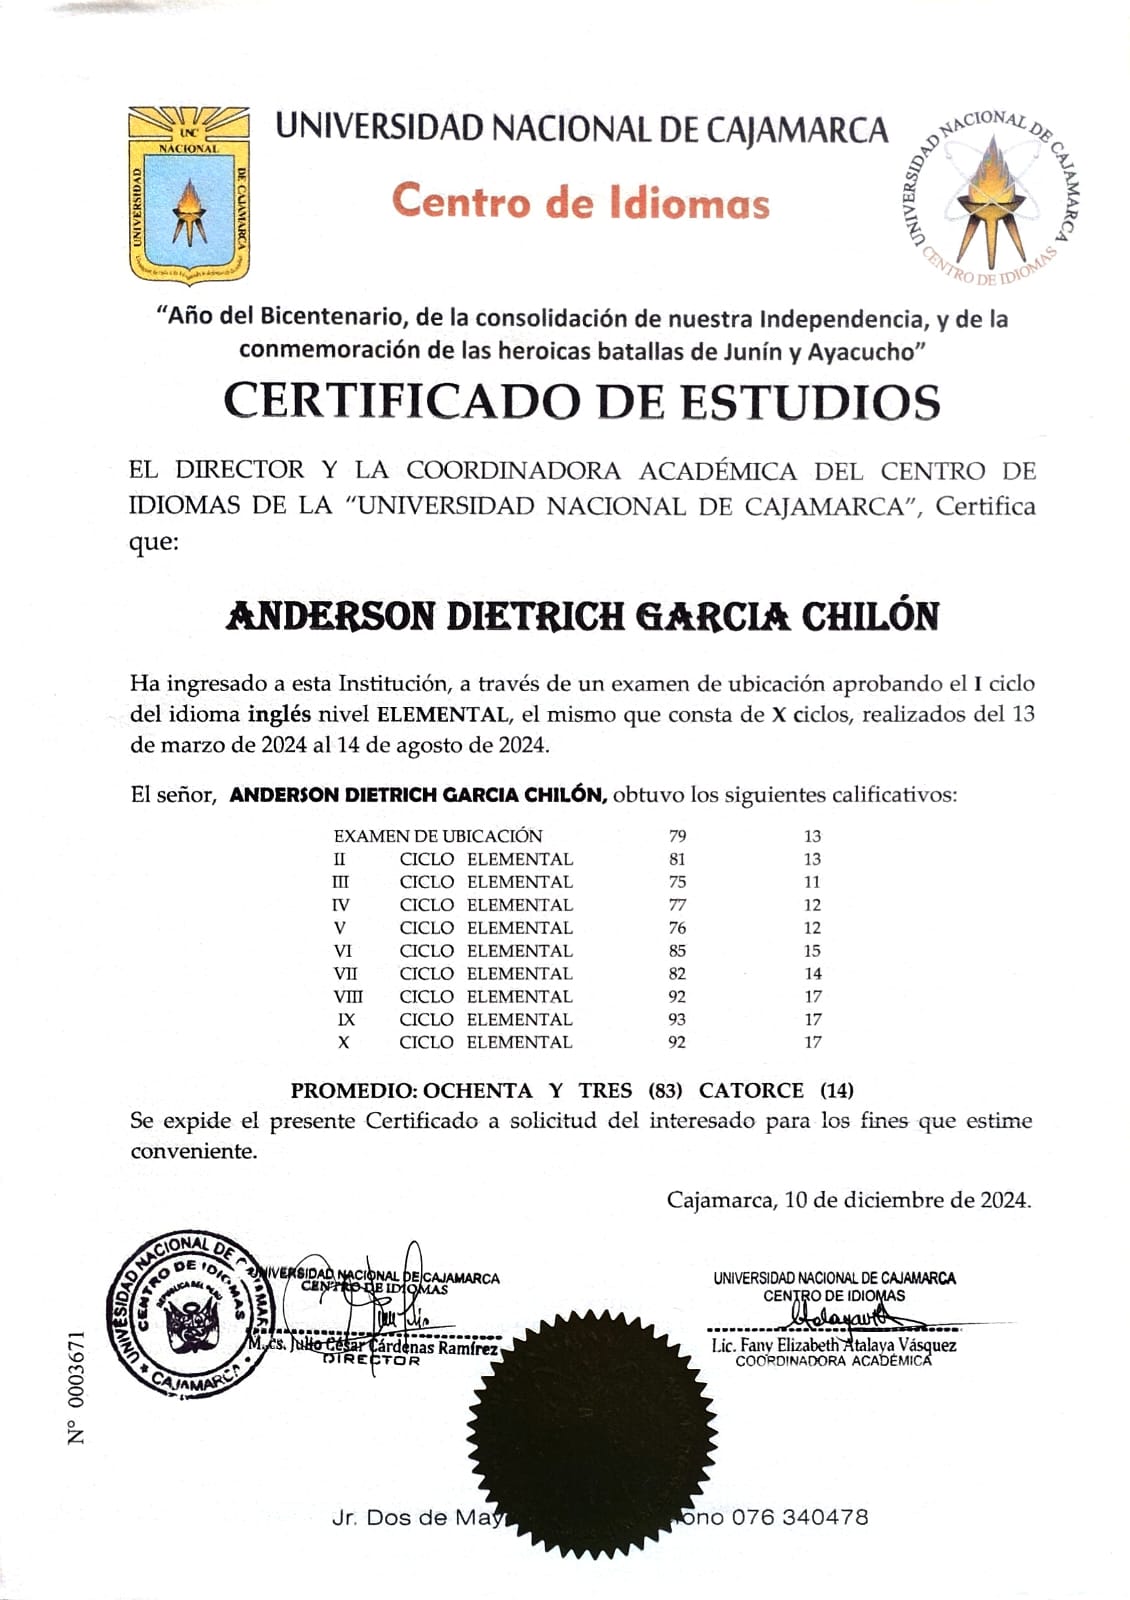 UNC
NACIONAL
UNIVERSIDAD
DE CAJAMARCA
UNIVERSIDAD NACIONAL DE CAJAMARCA
Centro de Idiomas
UNIVERSIDAD NACIONAL DE CAJAMARCA
CENTRO DE IDIOMAS
“Año del Bicentenario, de la consolidación de nuestra Independencia, y de la
conmemoración de las heroicas batallas de Junín y Ayacucho”
CERTIFICADO DE ESTUDIOS
EL DIRECTOR Y LA COORDINADORA ACADÉMICA DEL CENTRO DE
IDIOMAS DE LA “UNIVERSIDAD NACIONAL DE CAJAMARCA”, Certifica
que:
ANDERSON DIETRICH GARCIA CHILÓN
Ha ingresado a esta Institución, a través de un examen de ubicación aprobando el I ciclo
del idioma inglés nivel ELEMENTAL, el mismo que consta de X ciclos, realizados del 13
de marzo de 2024 al 14 de agosto de 2024.
El señor, ANDERSON DIETRICH GARCIA CHILÓN, obtuvo los siguientes calificativos:
EXAMEN DE UBICACIÓN 79 13
II CICLO ELEMENTAL 81 13
III CICLO ELEMENTAL 75 11
IV CICLO ELEMENTAL 77 12
V CICLO ELEMENTAL 76 12
VI CICLO ELEMENTAL 85 15
VII CICLO ELEMENTAL 82 14
VIII CICLO ELEMENTAL 92 17
IX CICLO ELEMENTAL 93 17
X CICLO ELEMENTAL 92 17
PROMEDIO: OCHENTA Y TRES (83) CATORCE (14)
Se expide el presente Certificado a solicitud del interesado para los fines que estime
conveniente.
Cajamarca, 10 de diciembre de 2024.
UNIVESIDAD NACIONAL DE CAJAMARCA
CENTRO DE IDIOMAS
REPUBLICA DEL PERU
CAJAMARCA
UNIVERSIDAD NACIONAL DE CAJAMARCA
CENTRO DE IDIOMAS
M.cs. Julio César Cárdenas Ramírez
DIRECTOR
UNIVERSIDAD NACIONAL DE CAJAMARCA
CENTRO DE IDIOMAS
Lic. Fany Elizabeth Atalaya Vásquez
COORDINADORA ACADÉMICA
N° 0003671
Jr. Dos de May ono 076 340478